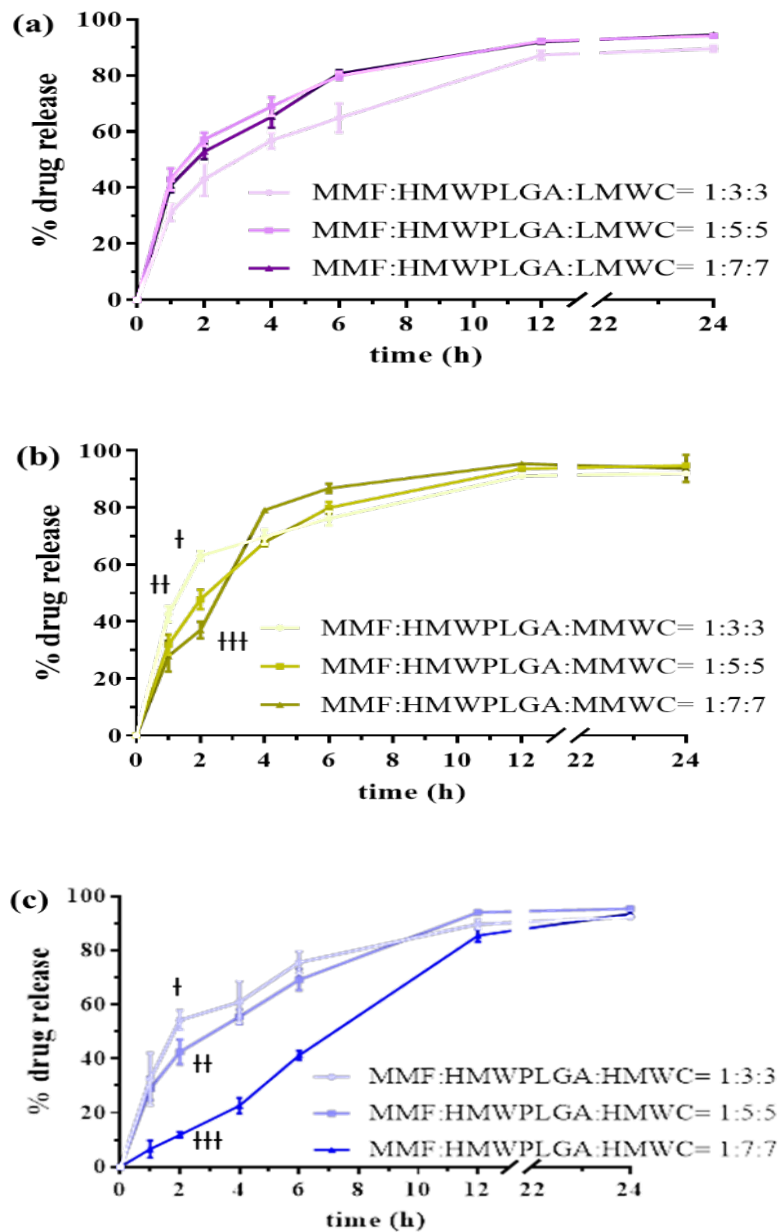 (a)
100
80
60
40
20
0
% drug release
MMF:HMWPLGA:LMWC= 1:3:3
MMF:HMWPLGA:LMWC= 1:5:5
MMF:HMWPLGA:LMWC= 1:7:7
0 2 4 6 8 10 12 22 24
time (h)
(b)
100
80
60
40
20
0
% drug release
ƚ
ƚƚ
ƚƚƚ
MMF:HMWPLGA:MMWC= 1:3:3
MMF:HMWPLGA:MMWC= 1:5:5
MMF:HMWPLGA:MMWC= 1:7:7
0 2 4 6 8 10 12 22 24
time (h)
(c)
100
80
60
40
20
0
% drug release
ƚ
ƚƚ
ƚƚƚ
MMF:HMWPLGA:HMWC= 1:3:3
MMF:HMWPLGA:HMWC= 1:5:5
MMF:HMWPLGA:HMWC= 1:7:7
0 2 4 6 8 10 12 22 24
time (h)